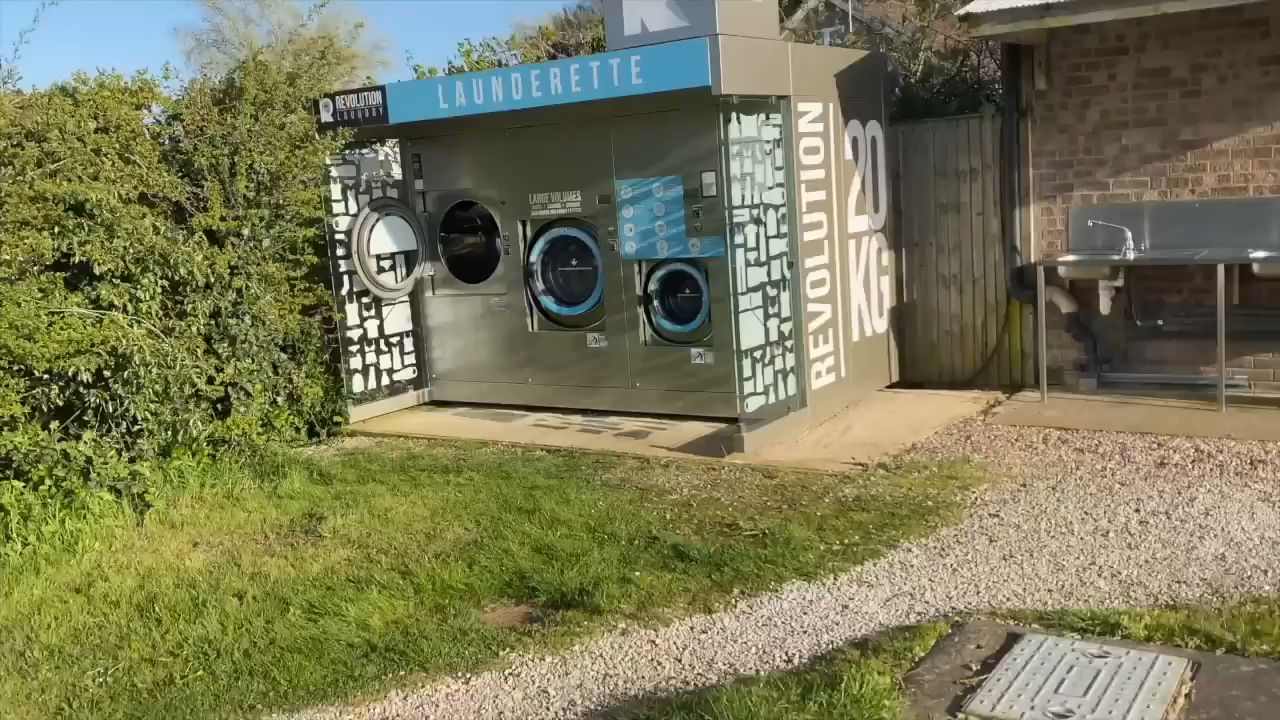 REVOLUTION
LAUNDRY
LAUNDERETTE
LARGE VOLUMES
REVOLUTION
20
KG